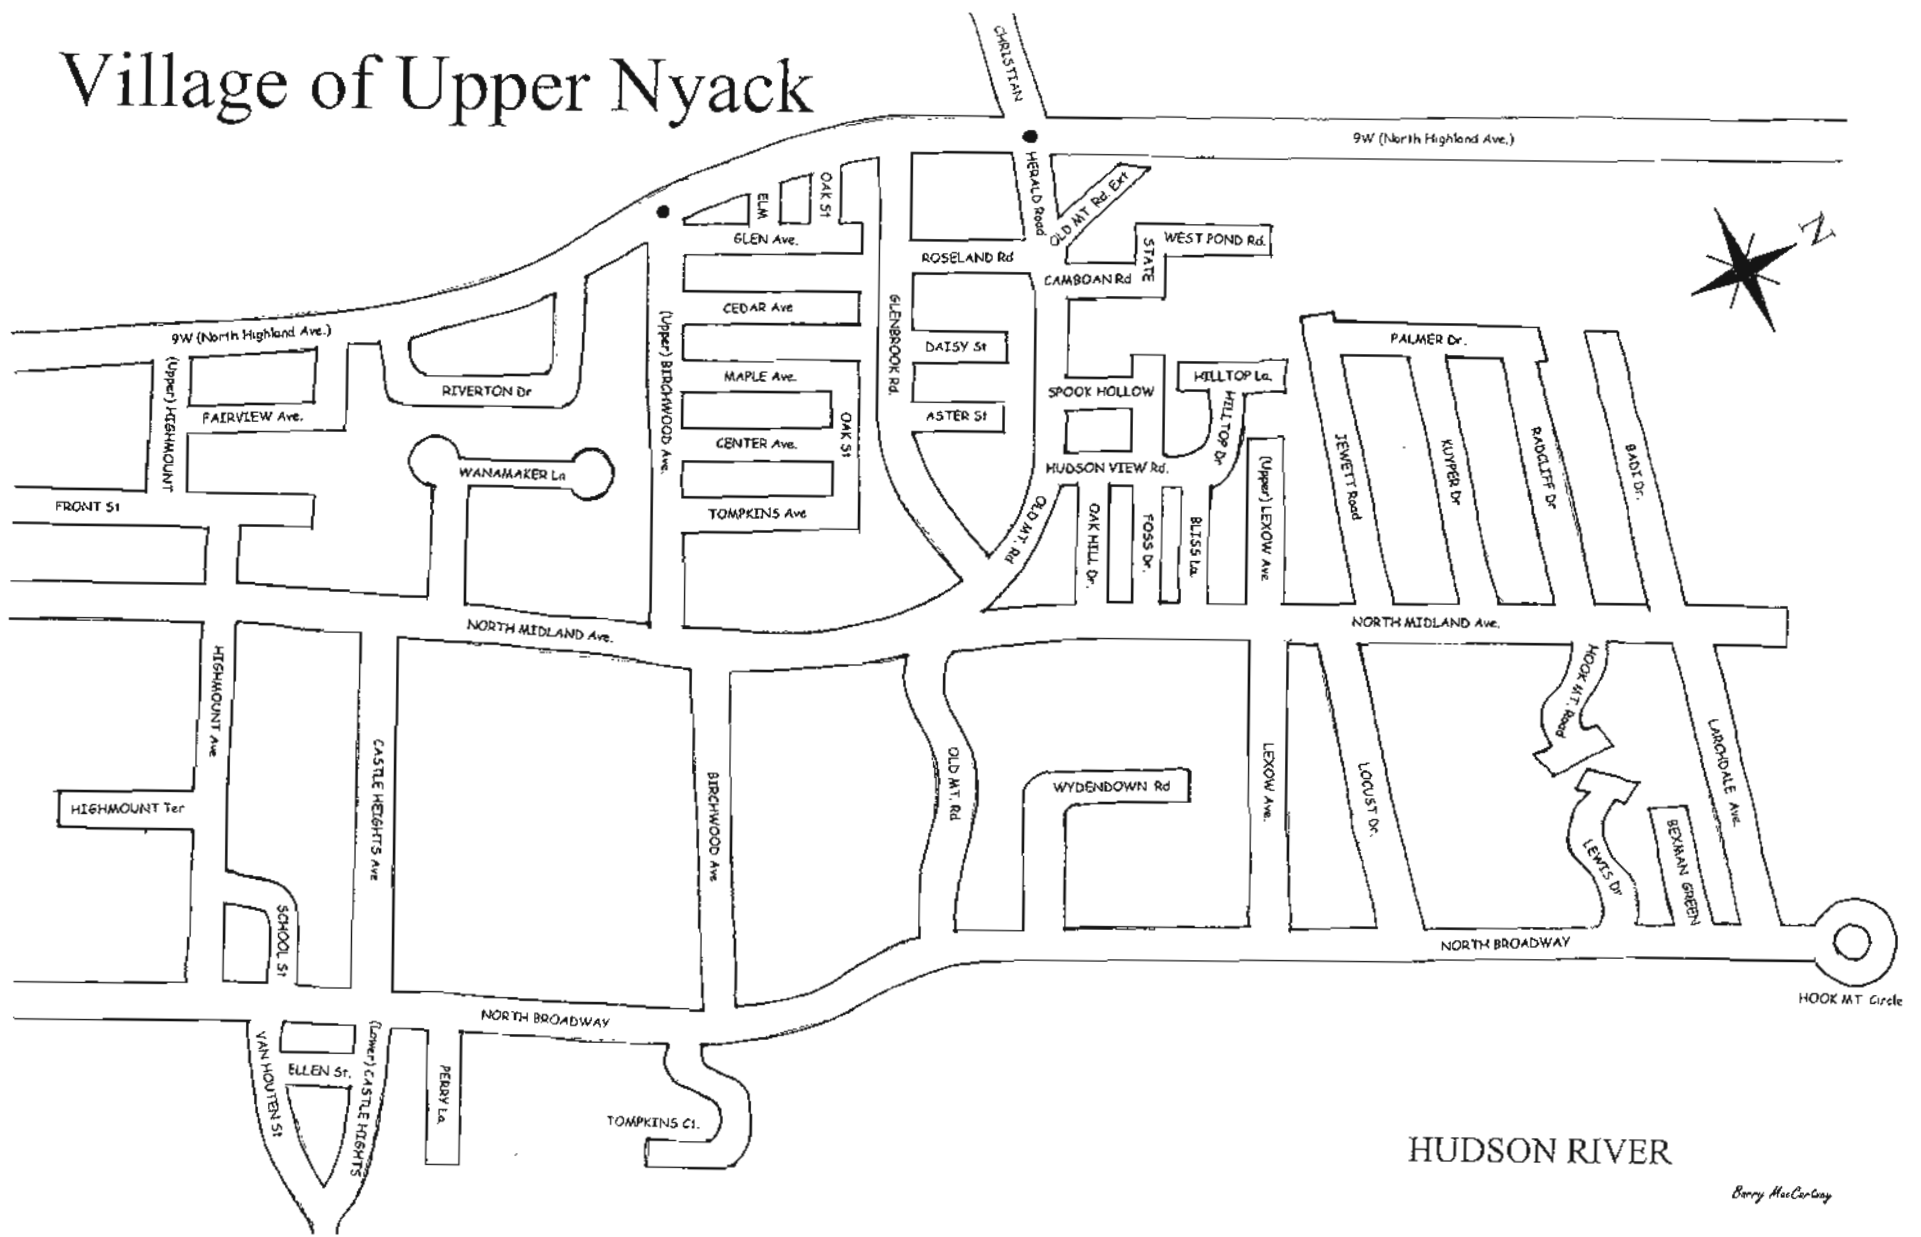 Village of Upper Nyack
CHRISTIAN
9W (North Highland Ave.)
HERALD Road
OLD MT Rd. Ext
ELM
OAK St
GLEN Ave.
ROSELAND Rd
CAMBOAN Rd
STATE
WEST POND Rd.
N
9W (North Highland Ave.)
(Upper) HIGHMOUNT
FAIRVIEW Ave.
RIVERTON Dr
(Upper) BIRCHWOOD Ave.
CEDAR Ave
GLENBROOK Rd.
DAISY St
MAPLE Ave.
ASTER St
SPOOK HOLLOW
HILLTOP La.
HILLTOP Dr
PALMER Dr.
CENTER Ave.
OAK St
WANAMAKER La
HUDSON VIEW Rd.
(Upper) LEXOW Ave
JEWETT Road
KUYPER Dr
RADCLIFF Dr
BADI Dr.
FRONT St
TOMPKINS Ave
OLD MT. Rd
OAK HILL Dr.
FOSS Dr.
BLISS La
NORTH MIDLAND Ave.
NORTH MIDLAND Ave.
HIGHMOUNT Ave
HOOK MT. Road
CASTLE HEIGHTS Ave
BIRCHWOOD Ave
OLD MT. Rd
WYDENDOWN Rd
LEXOW Ave.
LOCUST Dr.
LARCHDALE Ave.
HIGHMOUNT Ter
LEWIS Dr
BEXMAN GREEN
SCHOOL St
NORTH BROADWAY
HOOK MT Circle
NORTH BROADWAY
VAN HOUTEN St
ELLEN St.
(Lower) CASTLE HIGHTS
PERRY La
TOMPKINS Ct.
HUDSON RIVER
Barry MacCartney